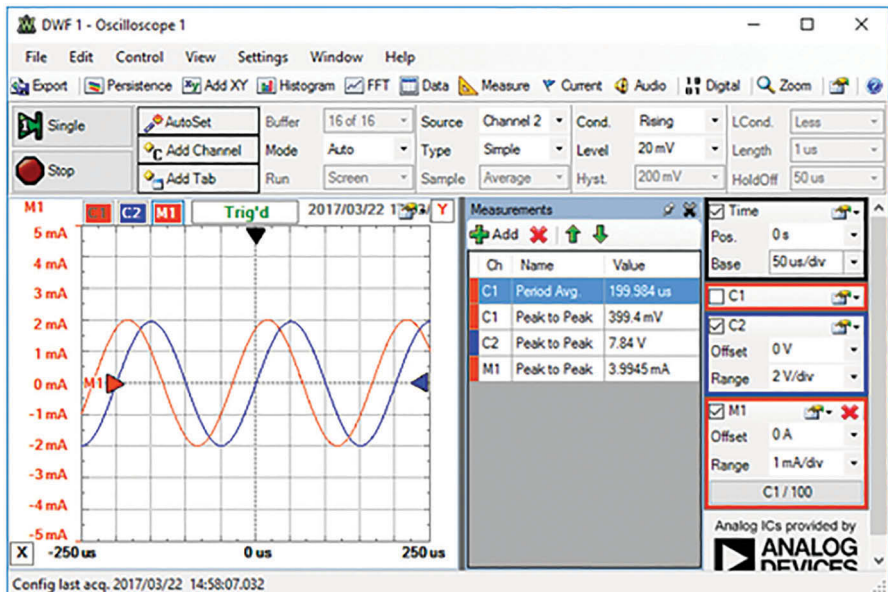 DWF 1 - Oscilloscope 1
File Edit Control View Settings Window Help
Export Persistence Add XY Histogram FFT Data Measure Current Audio Digital Zoom
Single AutoSet Buffer 16 of 16 Source Channel 2 Cond. Rising LCond. Less
Add Channel Mode Auto Type Simple Level 20 mV Length 1 us
Stop Add Tab Run Screen Sample Average Hyst. 200 mV HoldOff 50 us
M1 C1 C2 M1 Trig'd 2017/03/22 Y
5 mA
4 mA
3 mA
2 mA
1 mA
0 mA M1
-1 mA
-2 mA
-3 mA
-4 mA
-5 mA
X -250 us 0 us 250 us
Measurements
Add
Ch Name Value
C1 Period Avg. 199.984 us
C1 Peak to Peak 399.4 mV
C2 Peak to Peak 7.84 V
M1 Peak to Peak 3.9945 mA
Time
Pos. 0 s
Base 50 us/div
C1
C2
Offset 0 V
Range 2 V/div
M1
Offset 0 A
Range 1 mA/div
C1 / 100
Analog ICs provided by
ANALOG
DEVICES
Config last acq. 2017/03/22 14:58:07.032